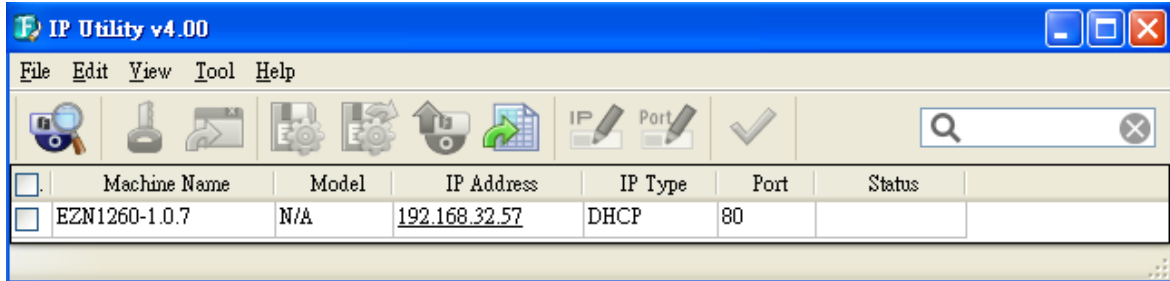 IP Utility v4.00
File Edit View Tool Help
IP Port
Machine Name Model IP Address IP Type Port Status
EZN1260-1.0.7 N/A 192.168.32.57 DHCP 80